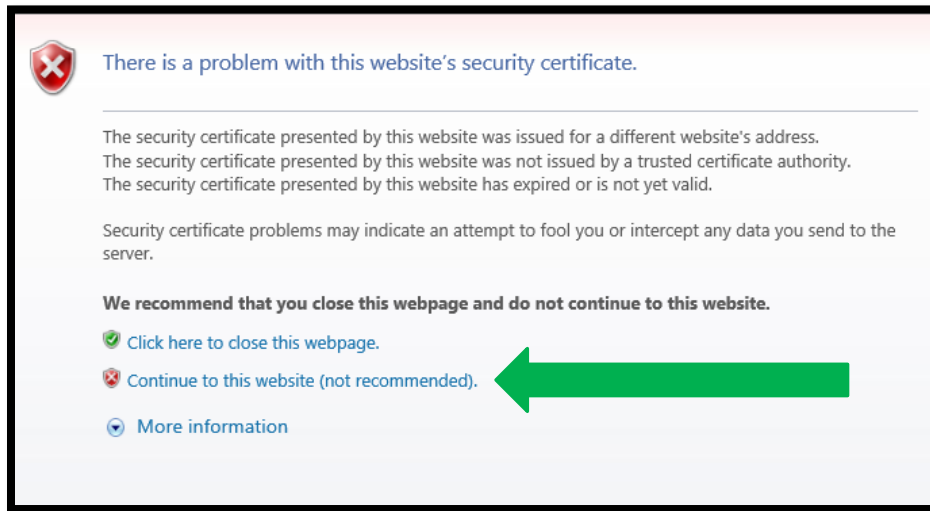 There is a problem with this website's security certificate.
The security certificate presented by this website was issued for a different website's address.
The security certificate presented by this website was not issued by a trusted certificate authority.
The security certificate presented by this website has expired or is not yet valid.
Security certificate problems may indicate an attempt to fool you or intercept any data you send to the
server.
We recommend that you close this webpage and do not continue to this website.
Click here to close this webpage.
Continue to this website (not recommended).
More information